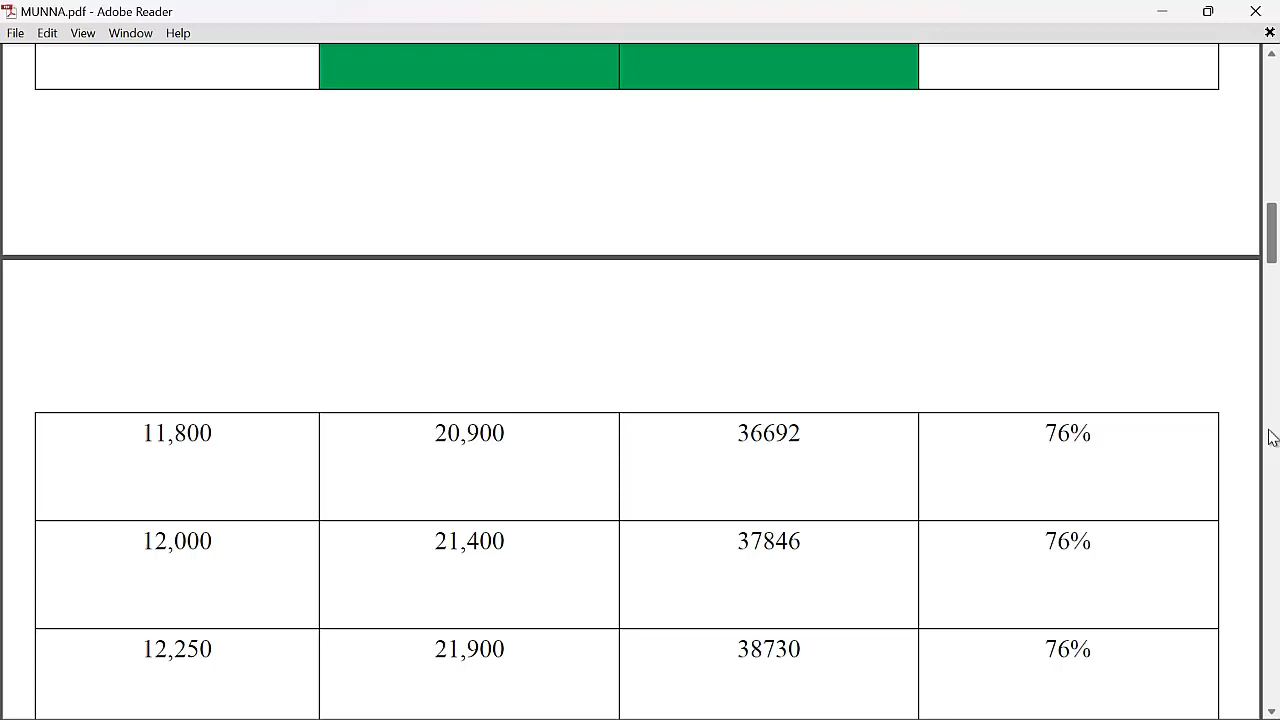 MUNNA.pdf - Adobe Reader
File Edit View Window Help
11,800 20,900 36692 76%
12,000 21,400 37846 76%
12,250 21,900 38730 76%